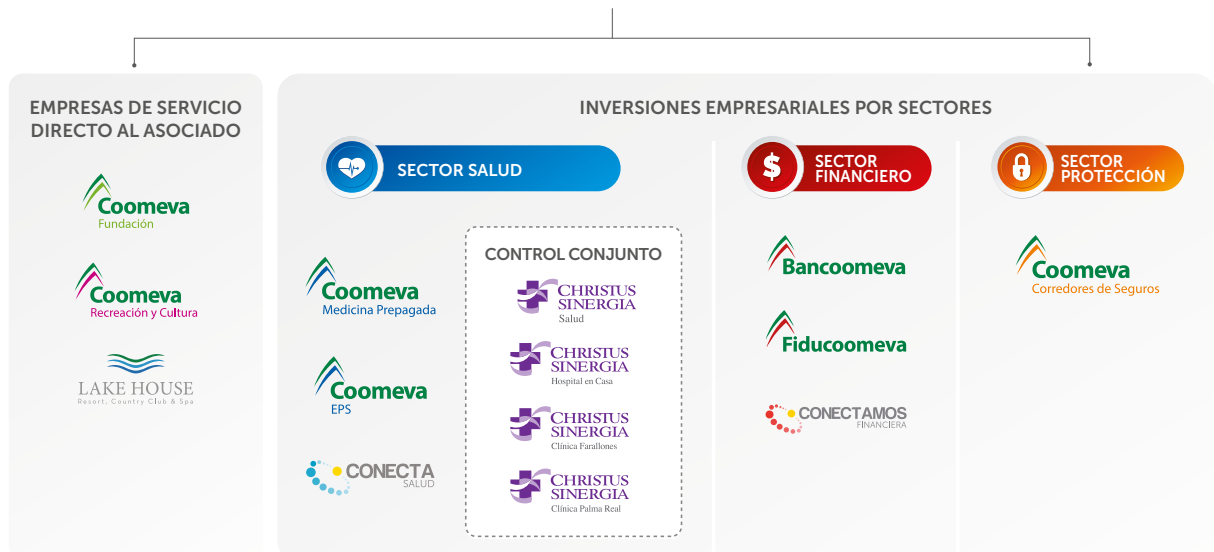 EMPRESAS DE SERVICIO
DIRECTO AL ASOCIADO
Coomeva
Fundación
Coomeva
Recreación y Cultura
LAKE HOUSE
Resort, Country Club & Spa
INVERSIONES EMPRESARIALES POR SECTORES
SECTOR SALUD
Coomeva
Medicina Prepagada
Coomeva
EPS
CONECTA
SALUD
CONTROL CONJUNTO
CHRISTUS
SINERGIA
Salud
CHRISTUS
SINERGIA
Hospital en Casa
CHRISTUS
SINERGIA
Clínica Farallones
CHRISTUS
SINERGIA
Clínica Palma Real
$ SECTOR
FINANCIERO
Bancoomeva
Fiducoomeva
CONECTAMOS
FINANCIERA
SECTOR
PROTECCIÓN
Coomeva
Corredores de Seguros